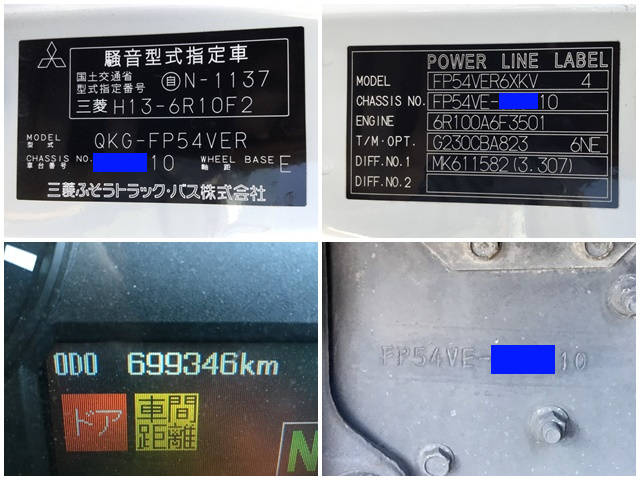 騒音型式指定車
国土交通省
型式指定番号 自N-1137
三菱 H13-6R10F2
MODEL
型式 QKG-FP54VER
CHASSIS NO.
車台番号 10 WHEEL BASE
軸距 E
三菱ふそうトラック・バス株式会社
POWER LINE LABEL
MODEL FP54VER6XKV 4
CHASSIS NO. FP54VE- 10
ENGINE 6R100A6F3501
T/M・OPT. G230CBA823 6NE
DIFF.NO.1 MK611582(3.307)
DIFF.NO.2
ODO 699346km
ドア
車間
距離
N
FP54VE- 10